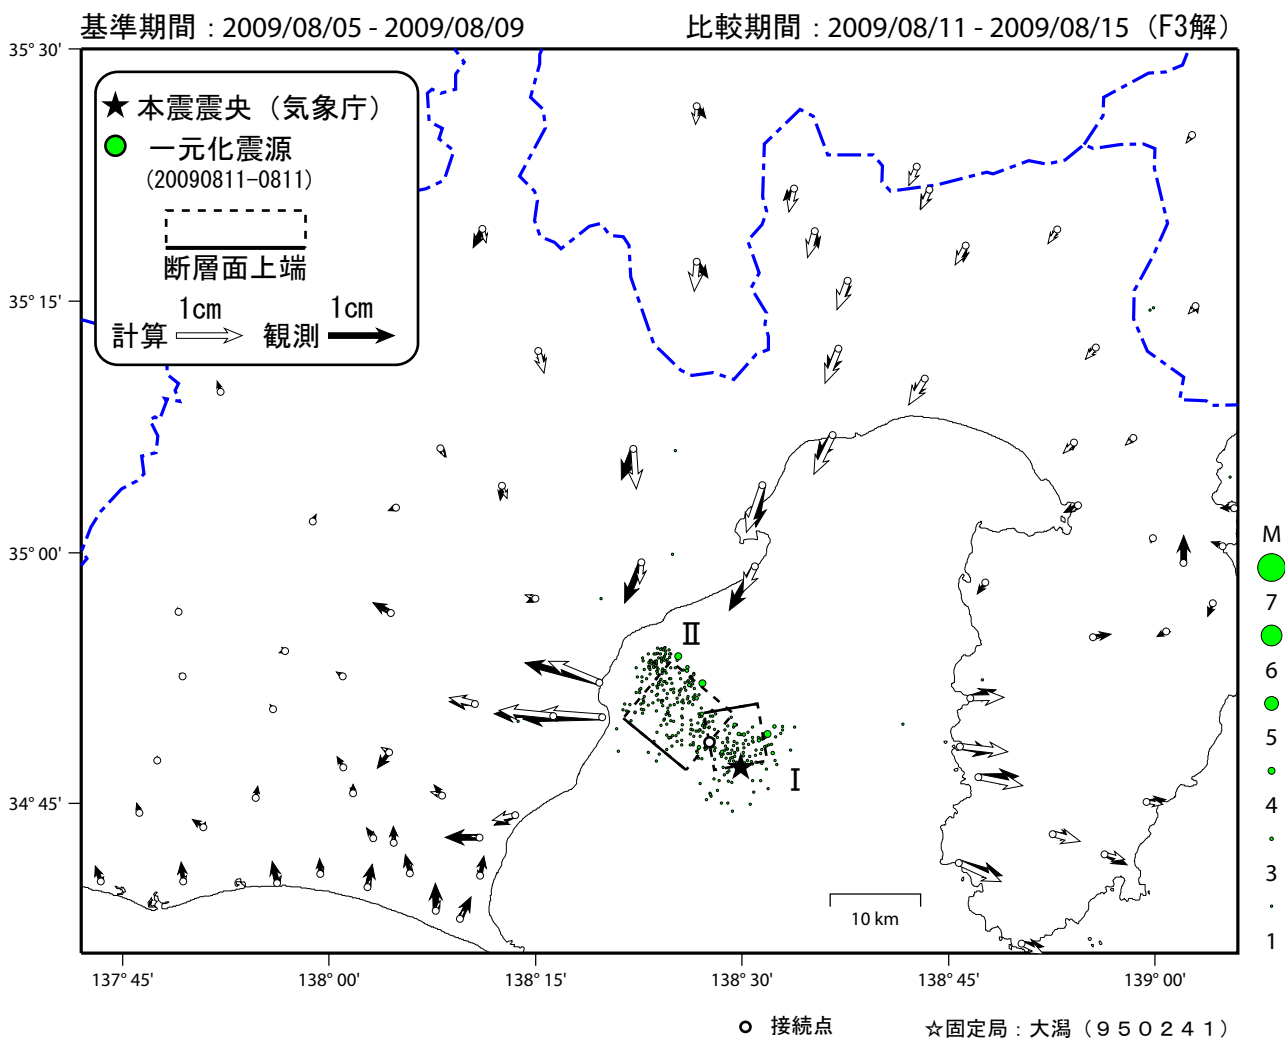 基準期間：2009/08/05 - 2009/08/09
比較期間：2009/08/11 - 2009/08/15（F3解）
35° 30'
35° 15'
35° 00'
34° 45'
本震震央（気象庁）
一元化震源
(20090811-0811)
断層面上端
1cm
1cm
計算
観測
II
I
10 km
M
7
6
5
4
3
1
137° 45'
138° 00'
138° 15'
138° 30'
138° 45'
139° 00'
接続点
☆固定局：大潟（９５０２４１）